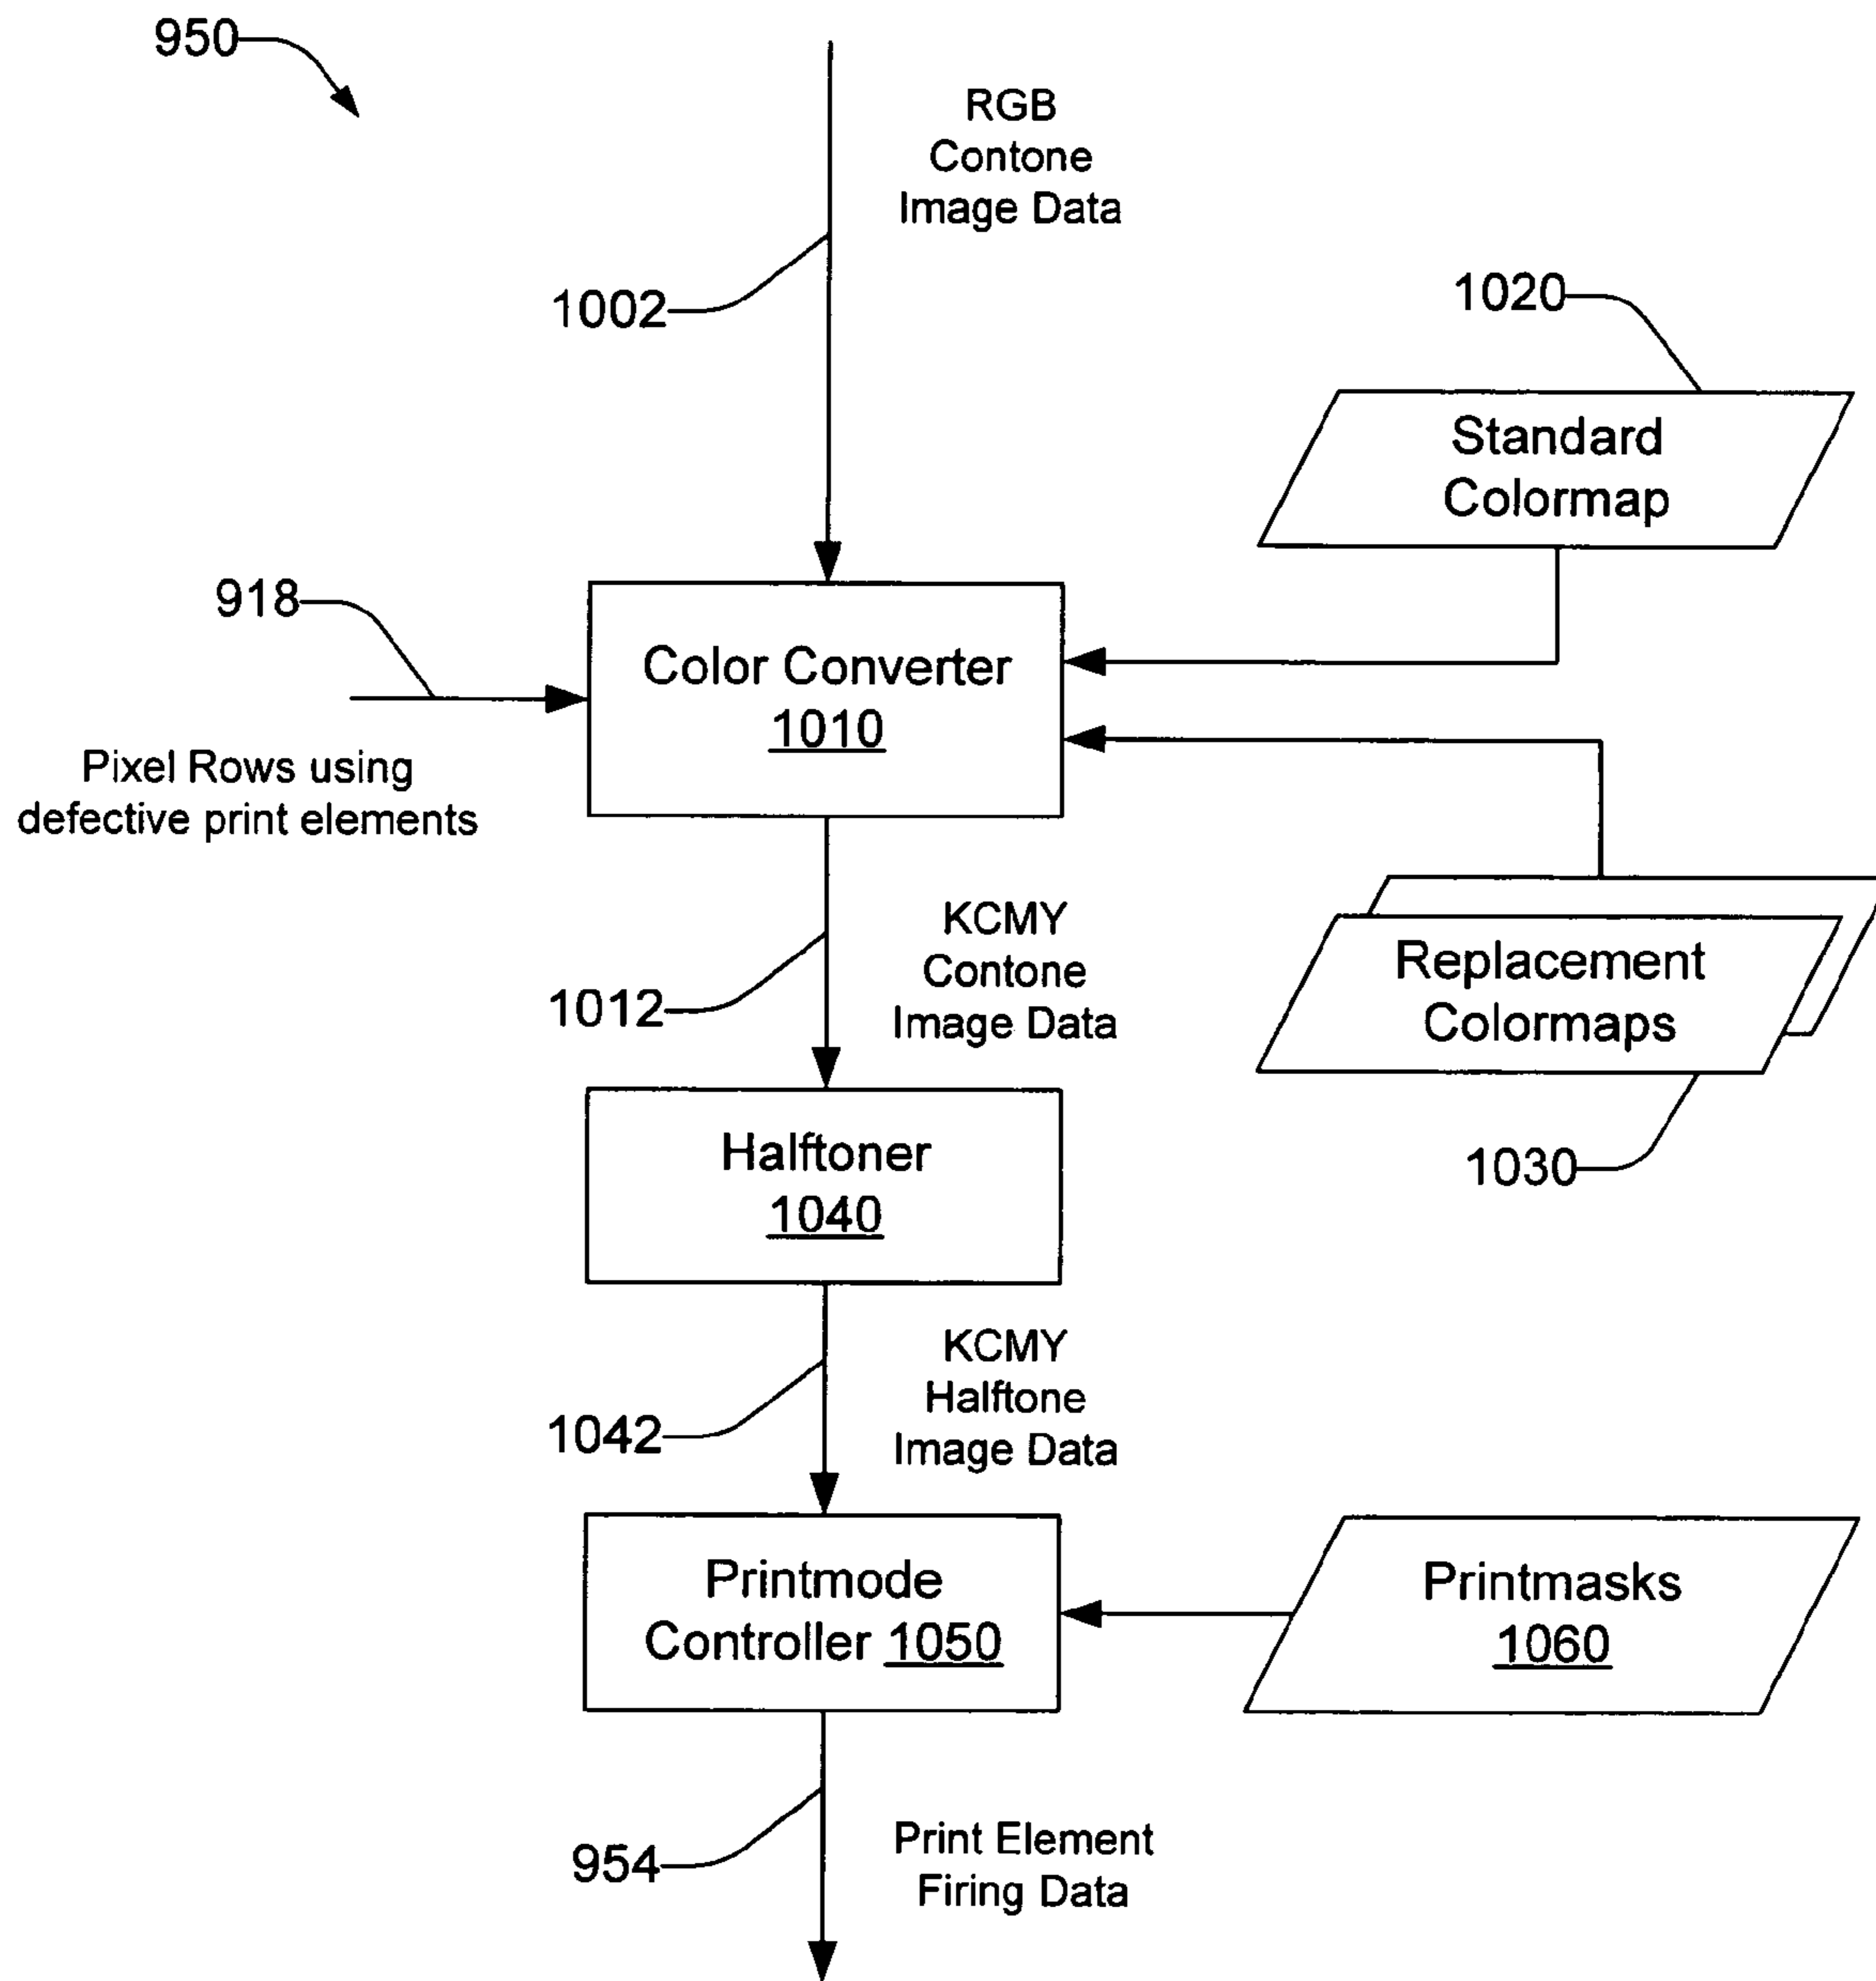 950
RGB
Contone
Image Data
1002
1020
Standard
Colormap
918
Color Converter
1010
Pixel Rows using
defective print elements
KCMY
Contone
Image Data
1012
Replacement
Colormaps
1030
Halftoner
1040
KCMY
Halftone
Image Data
1042
Printmode
Controller 1050
Printmasks
1060
954
Print Element
Firing Data